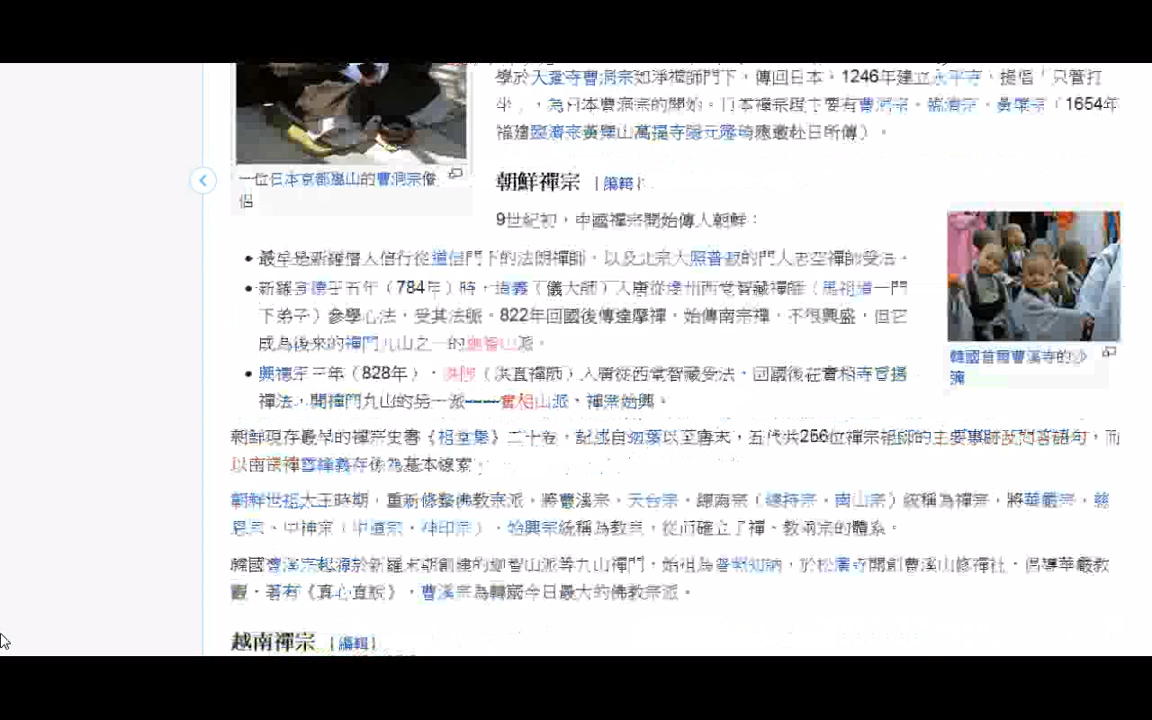 學於天童寺曹洞宗如淨禪師門下，傳回日本，1246年建立永平寺，提倡「只管打
坐」，為日本曹洞宗的開始。日本禪宗現主要有曹洞宗、臨濟宗、黃檗宗（1654年
福建臨濟宗黃檗山萬福寺隱元隆琦應邀赴日所傳）。
一位日本京都嵐山的曹洞宗僧
侶
朝鮮禪宗 [編輯]
9世紀初，中國禪宗開始傳入朝鮮：
最早是新羅僧人信行從道信門下的法朗禪師，以及北宗大照普寂的門人志空禪師受法。
新羅宣德王五年（784年）時，道義（儀大師）入唐從虔州西堂智藏禪師（馬祖道一門
下弟子）參學心法，受其法脈。822年回國後傳達摩禪，始傳南宗禪，不很興盛，但它
成為後來的禪門九山之一的迦智山派。
興德王三年（828年），洪陟（洪直禪師）入唐從西堂智藏受法，回國後在實相寺宣揚
禪法，開禪門九山的另一派——實相山派，禪宗始興。
韓國首爾曹溪寺的沙
彌
朝鮮現存最早的禪宗史書《祖堂集》二十卷，記述自迦葉以至唐末，五代共256位禪宗祖師的主要事跡及問答語句，而
以南宗禪雪峰義存係為基本線索。
朝鮮世祖大王時期，重新修整佛教宗派，將曹溪宗、天台宗、總南宗（總持宗、南山宗）統稱為禪宗，將華嚴宗、慈
恩宗、中神宗（中道宗、神印宗）、始興宗統稱為教宗，從而確立了禪、教兩宗的體系。
韓國曹溪宗起源於新羅末期創建的迦智山派等九山禪門，始祖為普照知訥，於松廣寺開創曹溪山修禪社，倡導華嚴教
觀，著有《真心直說》，曹溪宗為韓國今日最大的佛教宗派。
越南禪宗 [編輯]